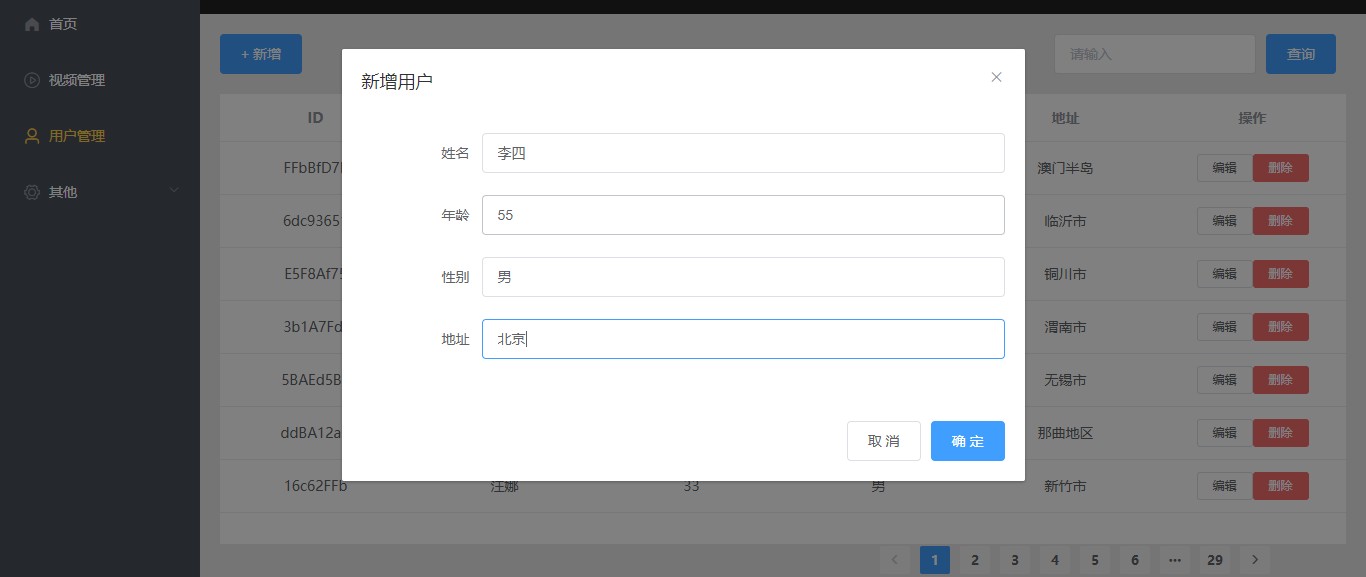 首页
视频管理
用户管理
其他
+ 新增
请输入
查询
新增用户
姓名 李四
年龄 55
性别 男
地址 北京
取 消 确 定
ID 地址 操作
FFbBfD7 澳门半岛 编辑 删除
6dc9365 临沂市 编辑 删除
E5F8Af75 铜川市 编辑 删除
3b1A7Fd 渭南市 编辑 删除
5BAEd5B 无锡市 编辑 删除
ddBA12a 那曲地区 编辑 删除
16c62FFb 汪娜 33 男 新竹市 编辑 删除
1 2 3 4 5 6 ··· 29